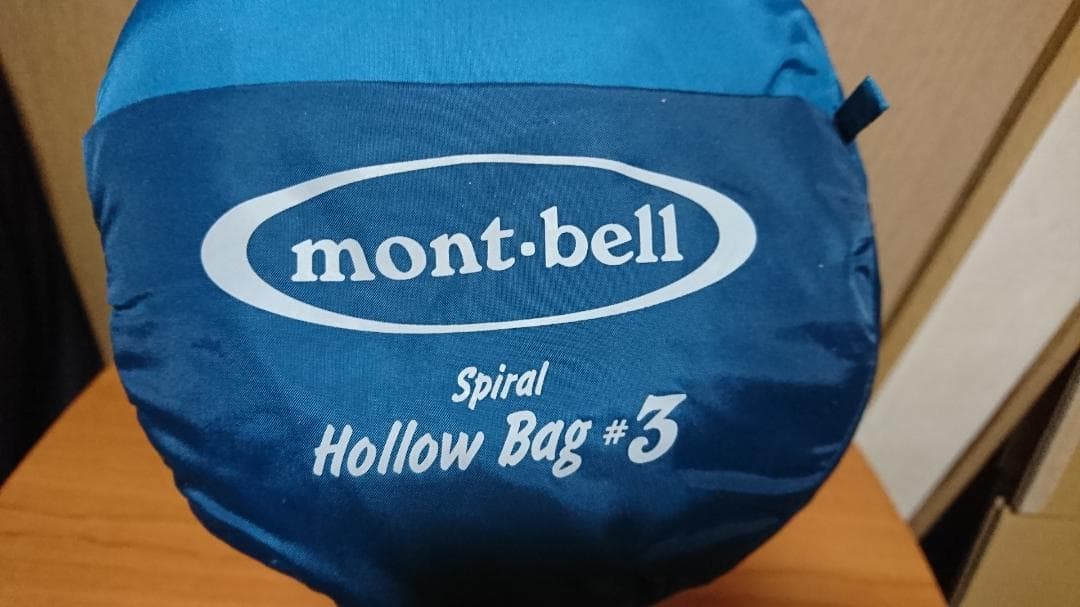 mont·bell
Spiral
Hollow Bag #3